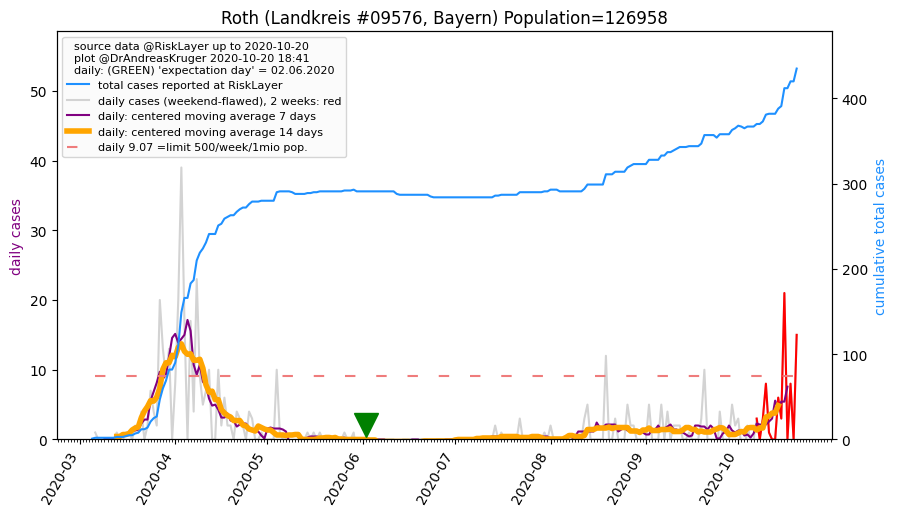 Roth (Landkreis #09576, Bayern) Population=126958
source data @RiskLayer up to 2020-10-20
plot @DrAndreasKruger 2020-10-20 18:41
daily: (GREEN) 'expectation day' = 02.06.2020
total cases reported at RiskLayer
daily cases (weekend-flawed), 2 weeks: red
daily: centered moving average 7 days
daily: centered moving average 14 days
daily 9.07 =limit 500/week/1mio pop.
daily cases
50
40
30
20
10
0
400
300
200
100
0
cumulative total cases
2020-03
2020-04
2020-05
2020-06
2020-07
2020-08
2020-09
2020-10